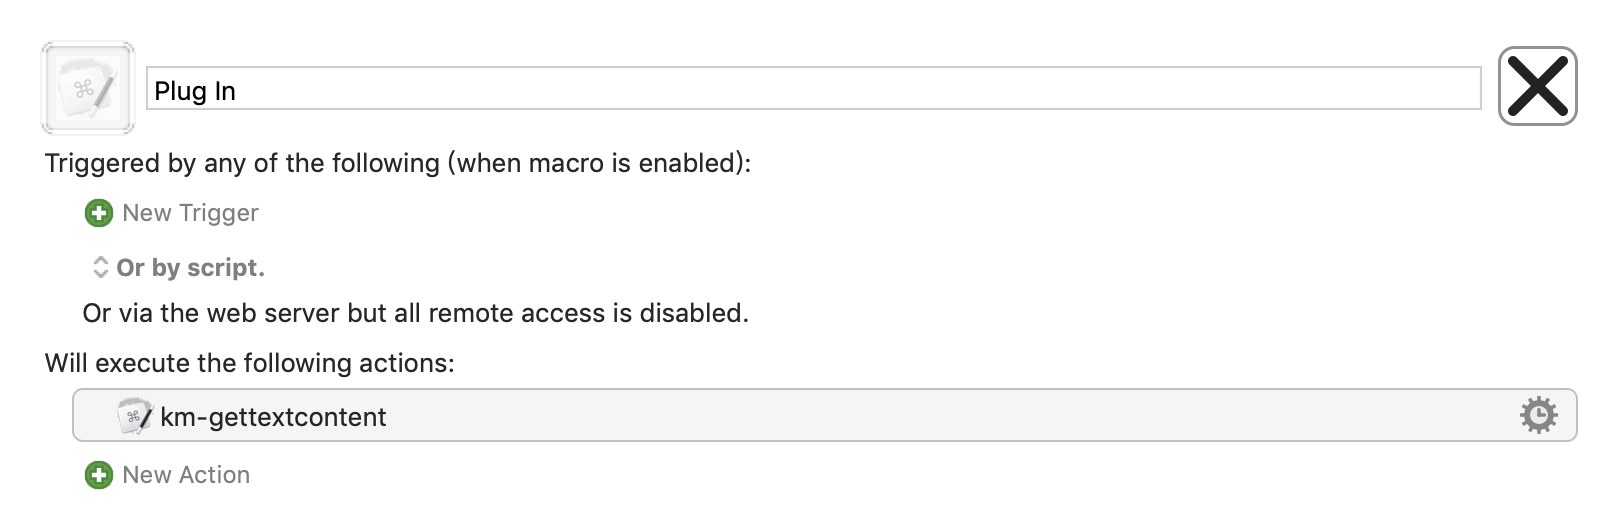 Plug In
Triggered by any of the following (when macro is enabled):
New Trigger
Or by script.
Or via the web server but all remote access is disabled.
Will execute the following actions:
km-gettextcontent
New Action